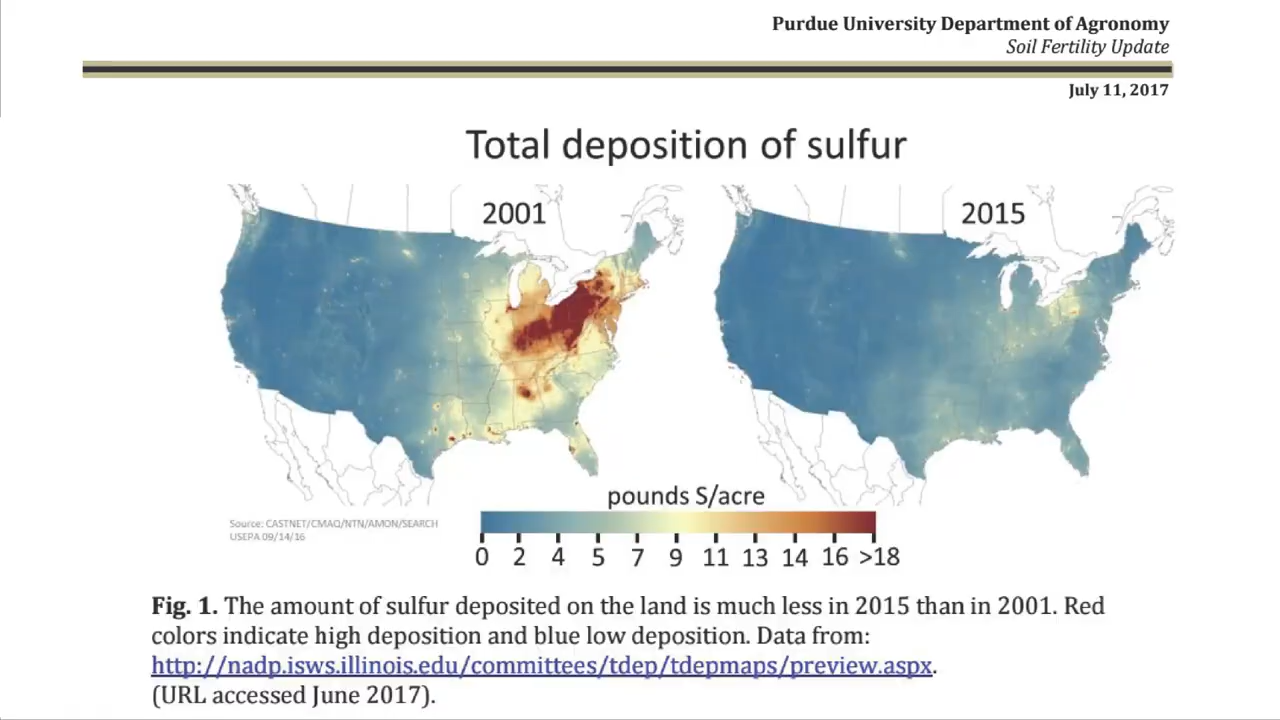 Purdue University Department of Agronomy
Soil Fertility Update
July 11, 2017
Total deposition of sulfur
2001
2015
pounds S/acre
Source: CASTNET/CMAQ/NTN/AMON/SEARCH
USEPA 09/14/16
0 2 4 5 7 9 11 13 14 16 >18
Fig. 1. The amount of sulfur deposited on the land is much less in 2015 than in 2001. Red
colors indicate high deposition and blue low deposition. Data from:
http://nadp.isws.illinois.edu/committees/tdep/tdepmaps/preview.aspx.
(URL accessed June 2017).